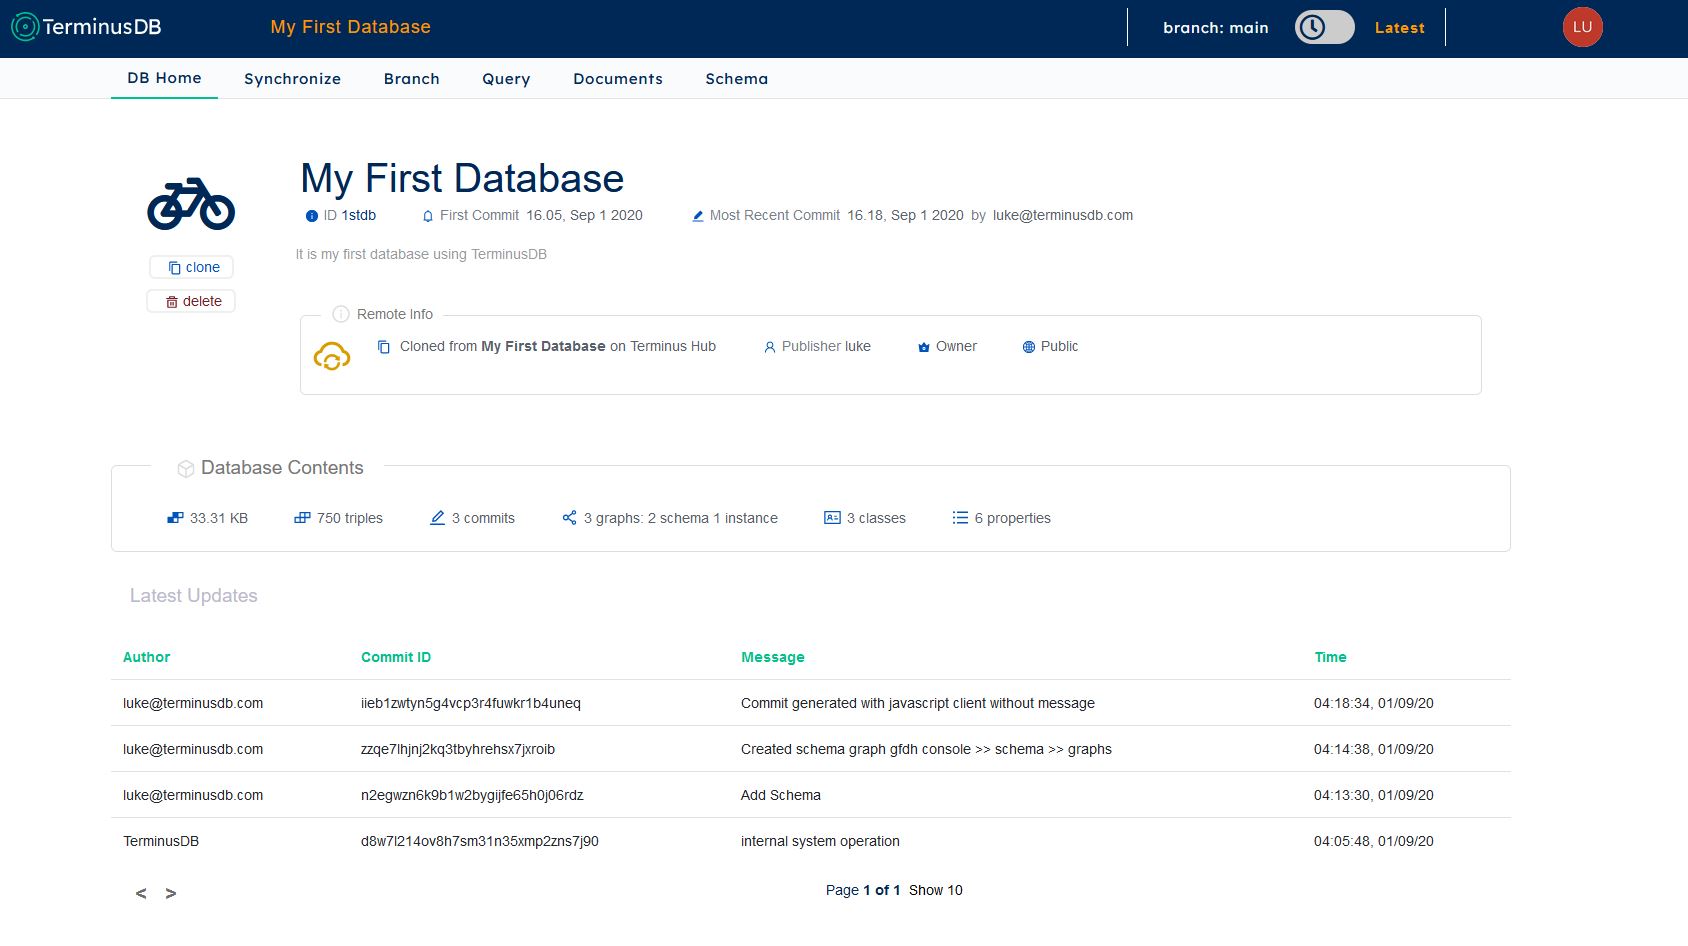 TerminusDB My First Database branch: main Latest LU
DB Home Synchronize Branch Query Documents Schema
My First Database
ID 1stdb First Commit 16.05, Sep 1 2020 Most Recent Commit 16.18, Sep 1 2020 by luke@terminusdb.com
It is my first database using TerminusDB
clone
delete
Remote Info
Cloned from My First Database on Terminus Hub Publisher luke Owner Public
Database Contents
33.31 KB 750 triples 3 commits 3 graphs: 2 schema 1 instance 3 classes 6 properties
Latest Updates
Author Commit ID Message Time
luke@terminusdb.com iieb1zwtyn5g4vcp3r4fuwkr1b4uneq Commit generated with javascript client without message 04:18:34, 01/09/20
luke@terminusdb.com zzqe7lhjnj2kq3tbyhrehsx7jxroib Created schema graph gfdh console >> schema >> graphs 04:14:38, 01/09/20
luke@terminusdb.com n2egwzn6k9b1w2bygijfe65h0j06rdz Add Schema 04:13:30, 01/09/20
TerminusDB d8w7l214ov8h7sm31n35xmp2zns7j90 internal system operation 04:05:48, 01/09/20
< > Page 1 of 1 Show 10